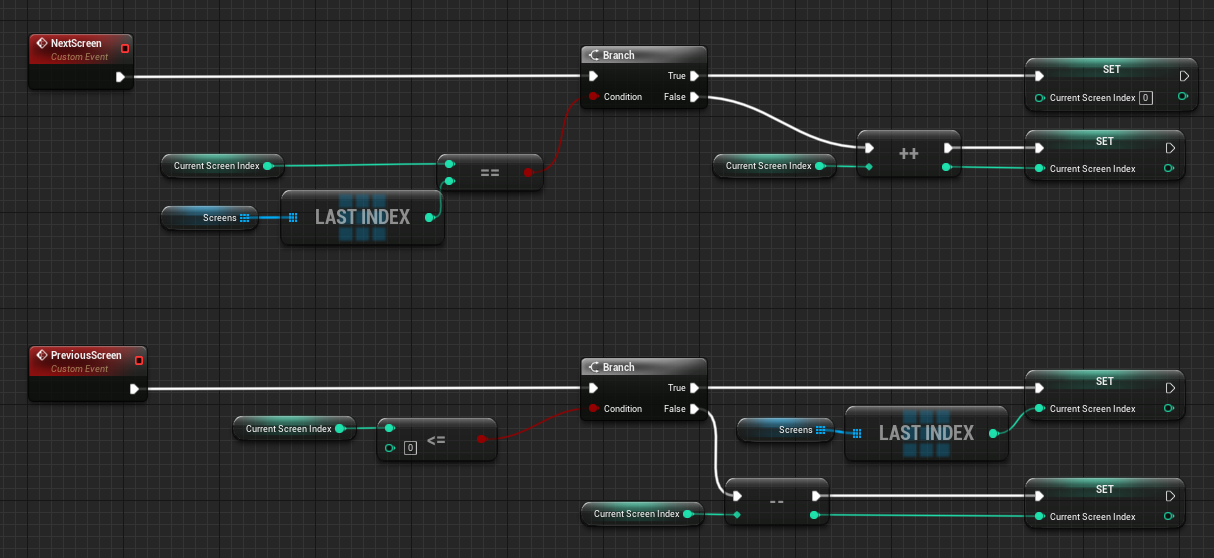 NextScreen
Custom Event
Branch
True
Condition
False
SET
Current Screen Index 0
SET
Current Screen Index
++
Current Screen Index
Current Screen Index
==
Screens
LAST INDEX
PreviousScreen
Custom Event
Branch
True
Condition
False
SET
Current Screen Index
Screens
LAST INDEX
Current Screen Index
0
<=
SET
Current Screen Index
--
Current Screen Index